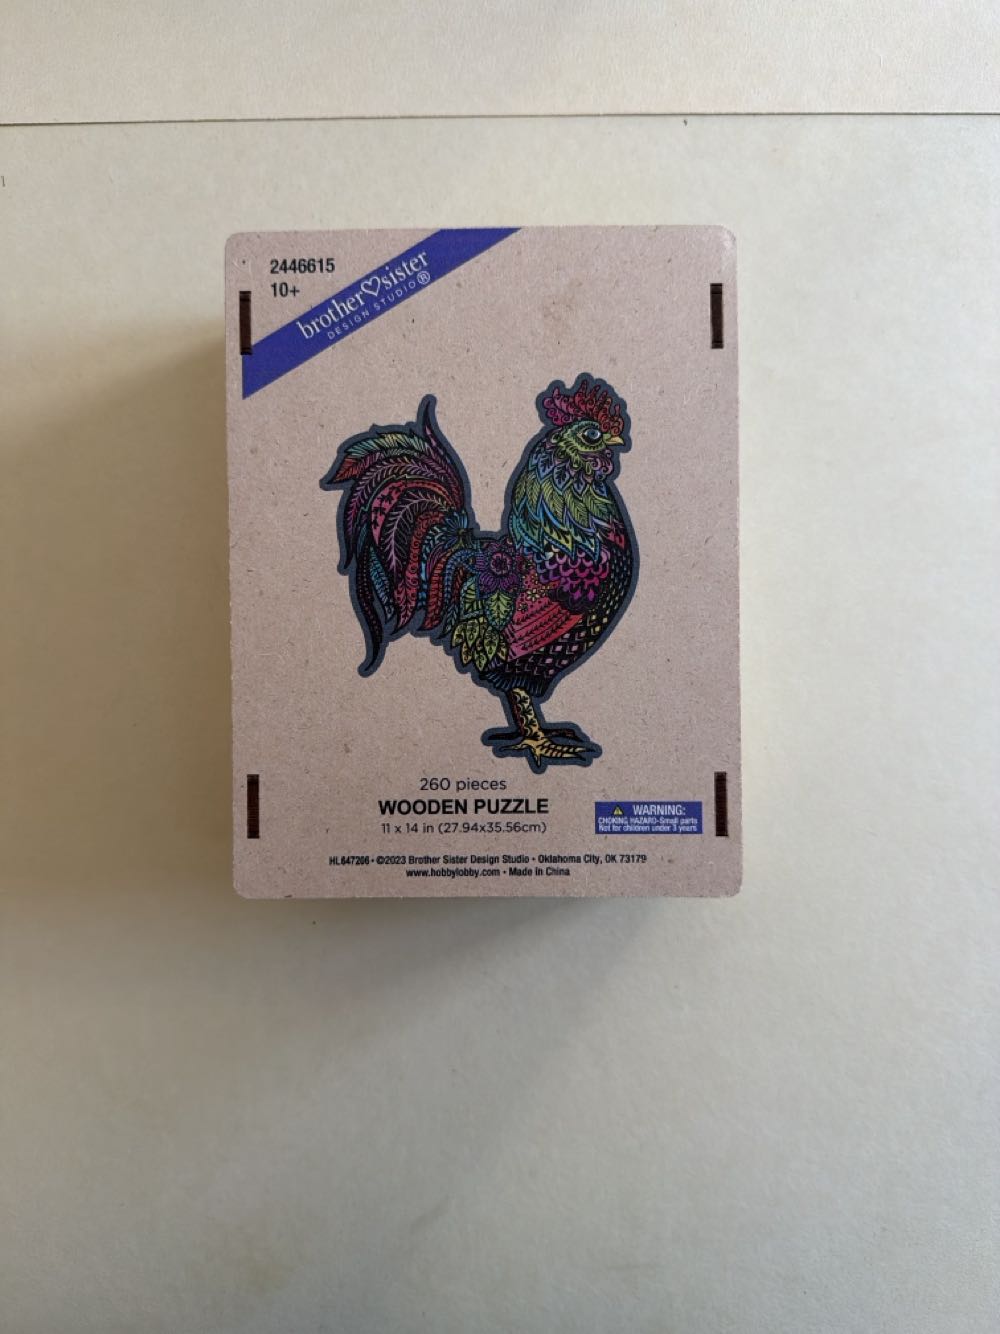 2446615
10+
brother♡sister
DESIGN STUDIO®
260 pieces
WOODEN PUZZLE
11 x 14 in (27.94x35.56cm)
WARNING:
CHOKING HAZARD-Small parts
Not for children under 3 years
HL647206 • ©2023 Brother Sister Design Studio • Oklahoma City, OK 73179
www.hobbylobby.com • Made in China